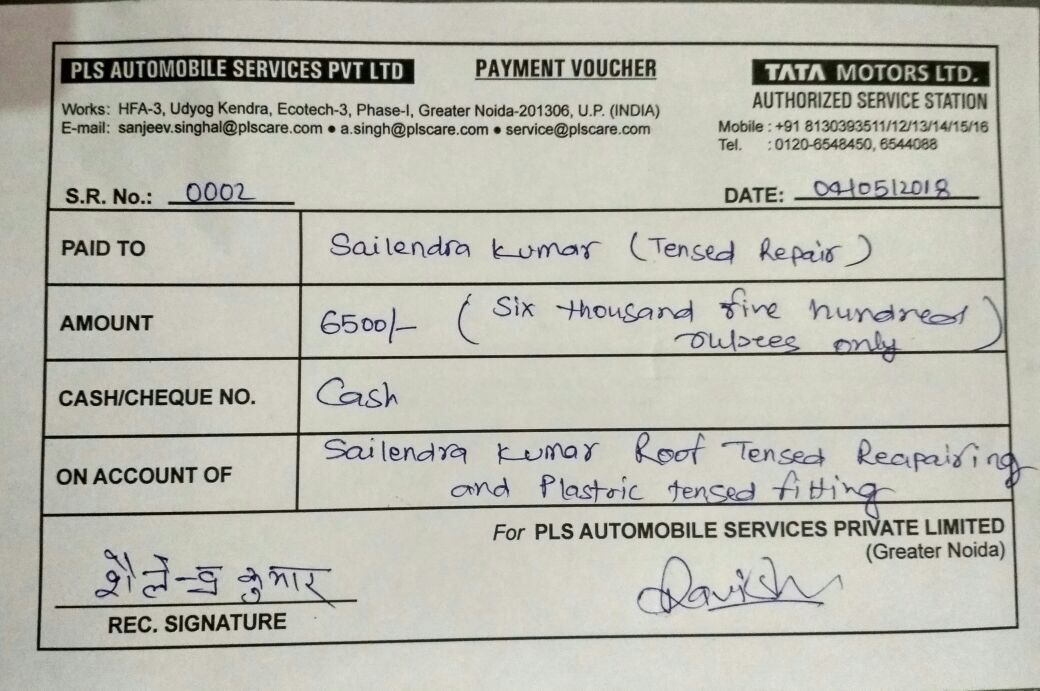 PLS AUTOMOBILE SERVICES PVT LTD
PAYMENT VOUCHER
TATA MOTORS LTD.
AUTHORIZED SERVICE STATION
Works: HFA-3, Udyog Kendra, Ecotech-3, Phase-I, Greater Noida-201306, U.P. (INDIA)
E-mail: sanjeev.singhal@plscare.com • a.singh@plscare.com • service@plscare.com
Mobile : +91 8130393511/12/13/14/15/16
Tel. : 0120-6548450, 6544088
S.R. No.: 0002
DATE: 04/05/2018
PAID TO Sailendra Kumar (Tensed Repair)
AMOUNT 6500/- (Six thousand five hundred
rulpees only)
CASH/CHEQUE NO. Cash
ON ACCOUNT OF Sailendra Kumar Roof Tensed Reapairing
and Plastric tensed fitting
For PLS AUTOMOBILE SERVICES PRIVATE LIMITED
(Greater Noida)
शैलेन्द्र कुमार
Ravish
REC. SIGNATURE